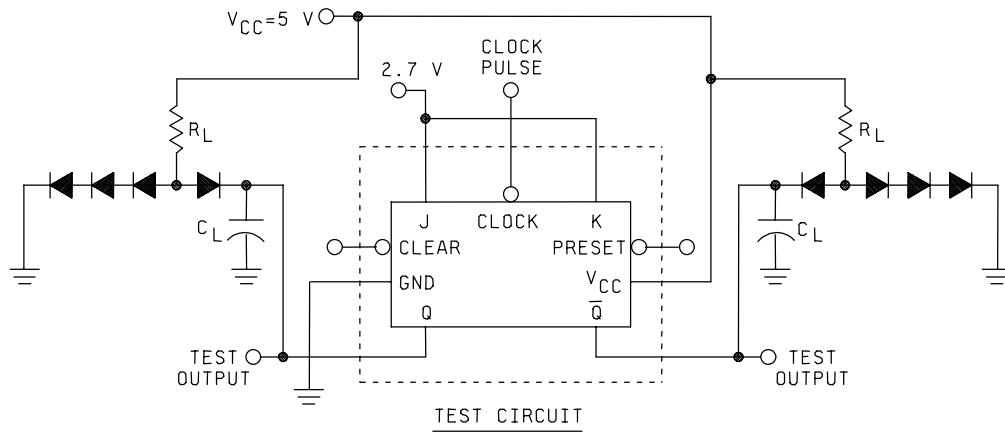 V_CC=5 V
CLOCK
PULSE
2.7 V
R_L
R_L
J
CLOCK
K
C_L
C_L
CLEAR
PRESET
GND
V_CC
Q
Q̅
TEST
OUTPUT
TEST
OUTPUT
TEST CIRCUIT